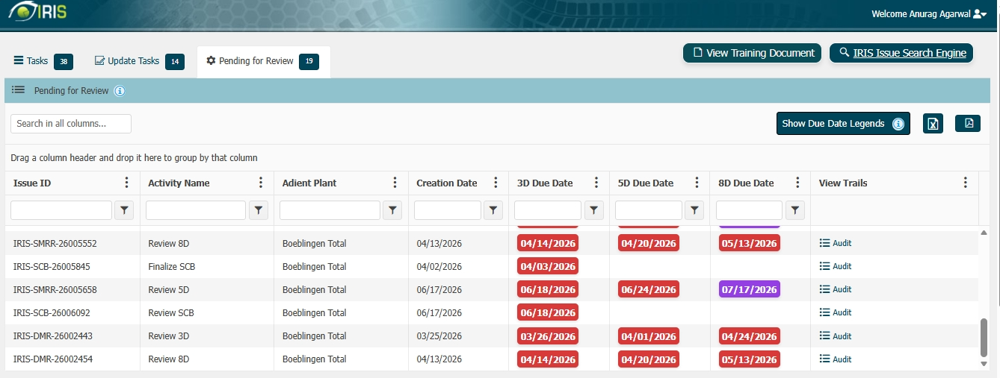 IRIS
Welcome Anurag Agarwal
Tasks 38 Update Tasks 14 Pending for Review 19 View Training Document IRIS Issue Search Engine
Pending for Review
Search in all columns... Show Due Date Legends
Drag a column header and drop it here to group by that column
Issue ID Activity Name Adient Plant Creation Date 3D Due Date 5D Due Date 8D Due Date View Trails
IRIS-SMRR-26005552 Review 8D Boeblingen Total 04/13/2026 04/14/2026 04/20/2026 05/13/2026 Audit
IRIS-SCB-26005845 Finalize SCB Boeblingen Total 04/02/2026 04/03/2026 Audit
IRIS-SMRR-26005658 Review 5D Boeblingen Total 06/17/2026 06/18/2026 06/24/2026 07/17/2026 Audit
IRIS-SCB-26006092 Review SCB Boeblingen Total 06/17/2026 06/18/2026 Audit
IRIS-DMR-26002443 Review 3D Boeblingen Total 03/25/2026 03/26/2026 04/01/2026 04/24/2026 Audit
IRIS-DMR-26002454 Review 8D Boeblingen Total 04/13/2026 04/14/2026 04/20/2026 05/13/2026 Audit